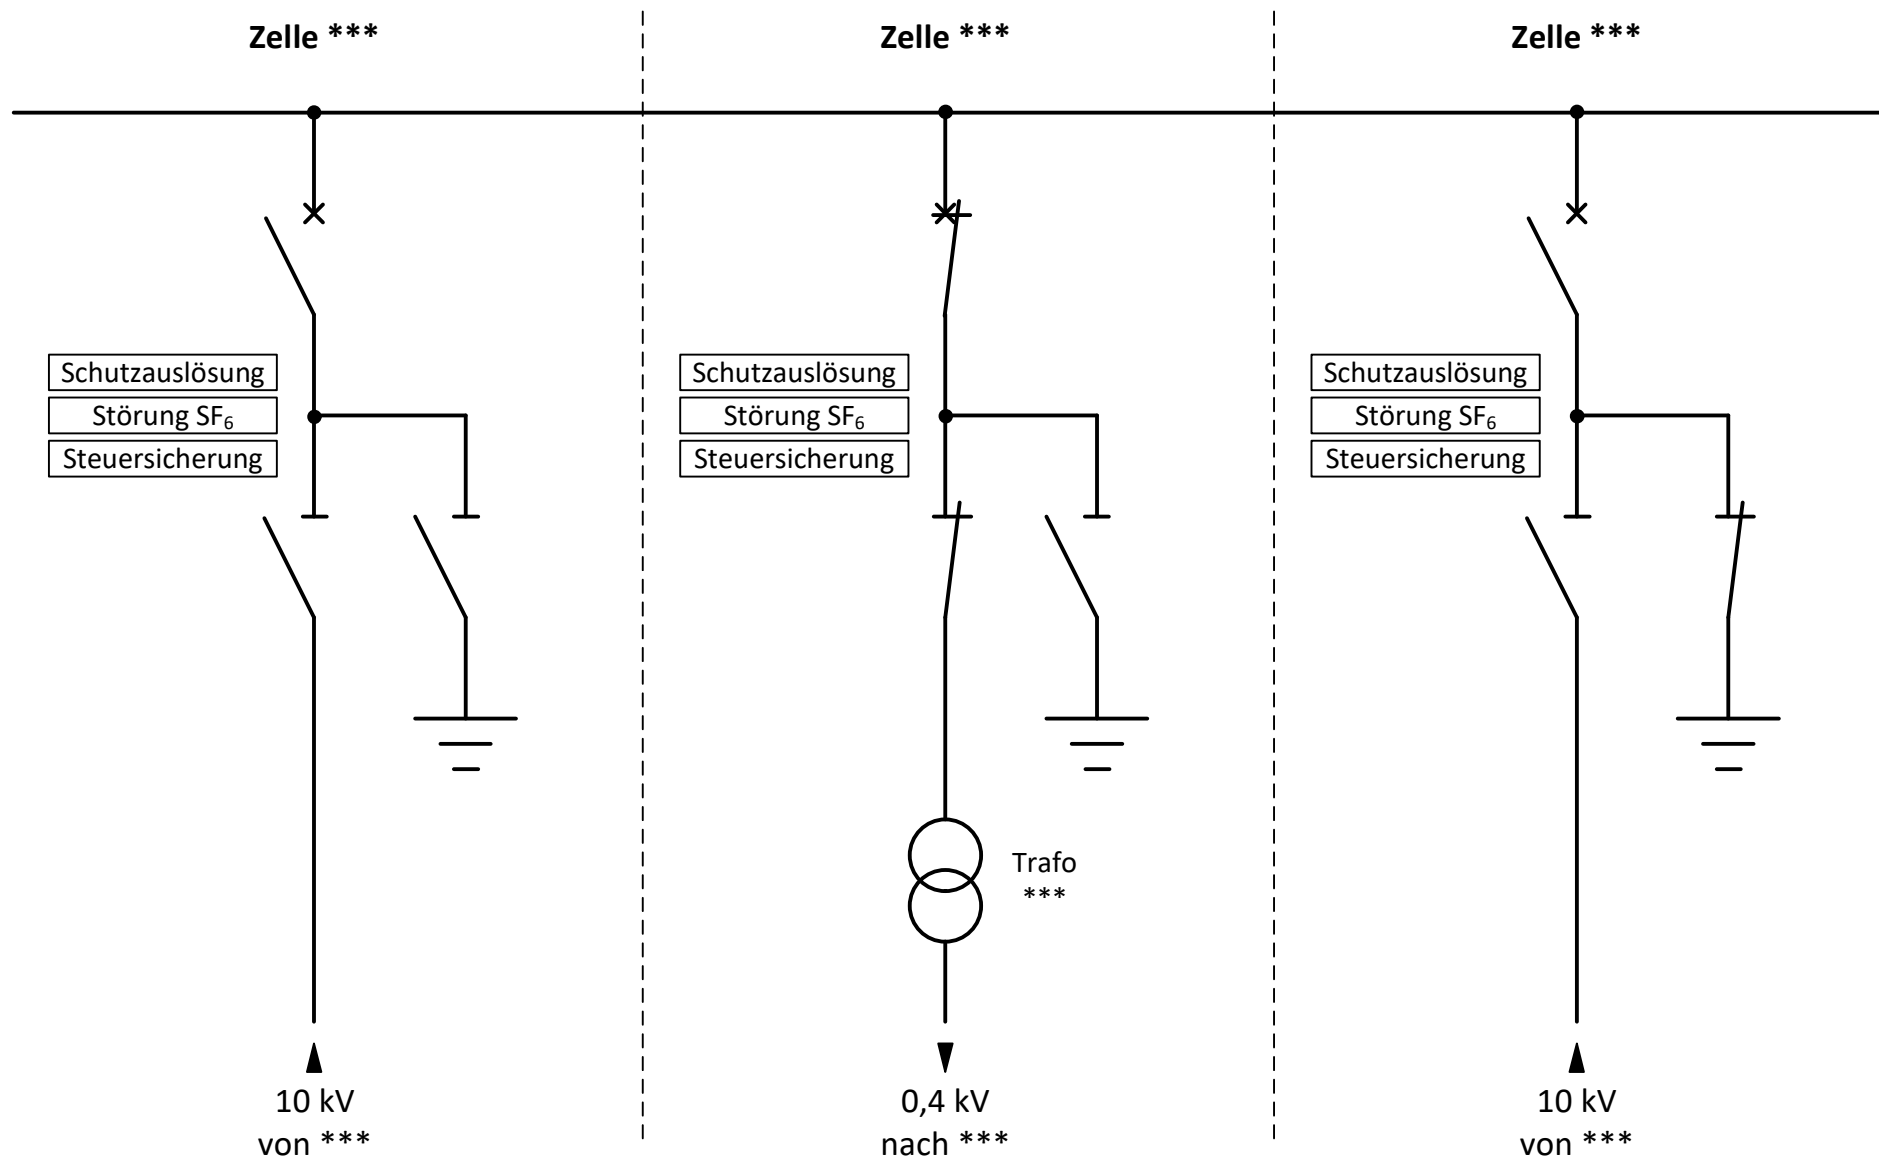 Zelle ***
Zelle ***
Zelle ***
Schutzauslösung
Störung SF₆
Steuersicherung
Schutzauslösung
Störung SF₆
Steuersicherung
Schutzauslösung
Störung SF₆
Steuersicherung
Trafo
***
10 kV
von ***
0,4 kV
nach ***
10 kV
von ***